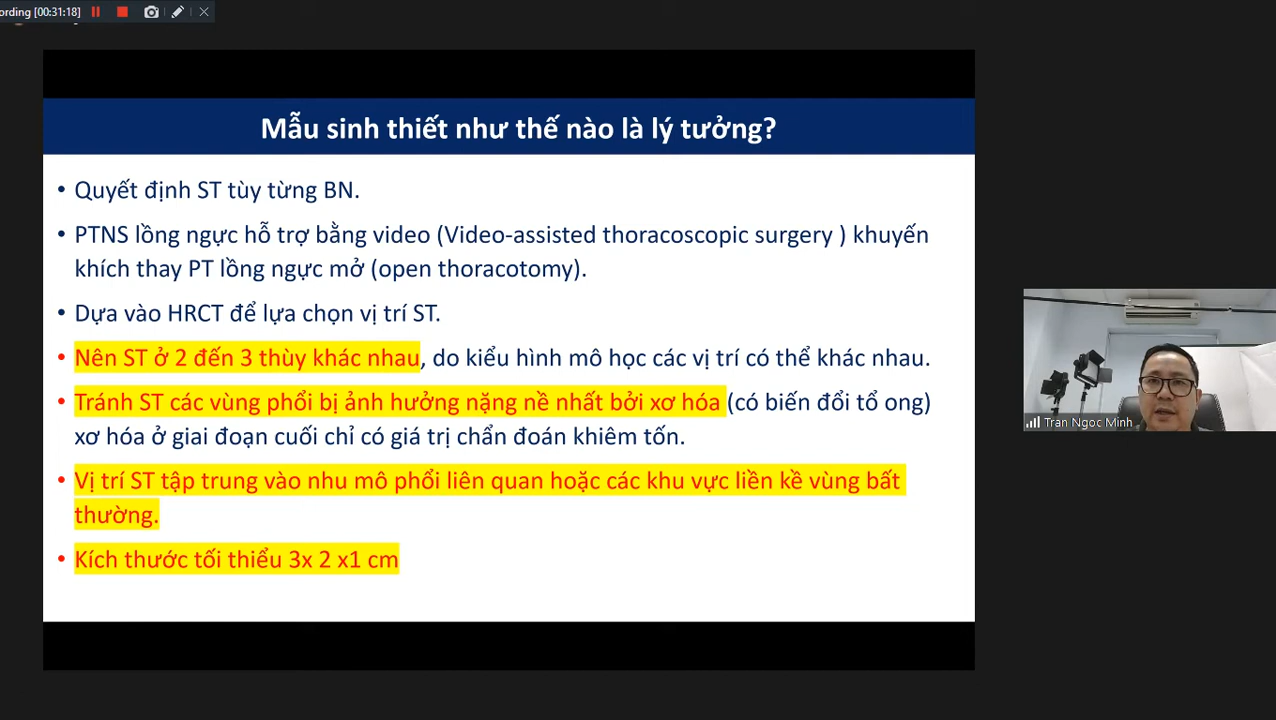 ording [00:31:18]
Mẫu sinh thiết như thế nào là lý tưởng?
• Quyết định ST tùy từng BN.
• PTNS lồng ngực hỗ trợ bằng video (Video-assisted thoracoscopic surgery ) khuyến
khích thay PT lồng ngực mở (open thoracotomy).
• Dựa vào HRCT để lựa chọn vị trí ST.
• Nên ST ở 2 đến 3 thùy khác nhau, do kiểu hình mô học các vị trí có thể khác nhau.
• Tránh ST các vùng phổi bị ảnh hưởng nặng nề nhất bởi xơ hóa (có biến đổi tổ ong)
xơ hóa ở giai đoạn cuối chỉ có giá trị chẩn đoán khiêm tốn.
• Vị trí ST tập trung vào nhu mô phổi liên quan hoặc các khu vực liền kề vùng bất
thường.
• Kích thước tối thiểu 3x 2 x1 cm
Tran Ngoc Minh